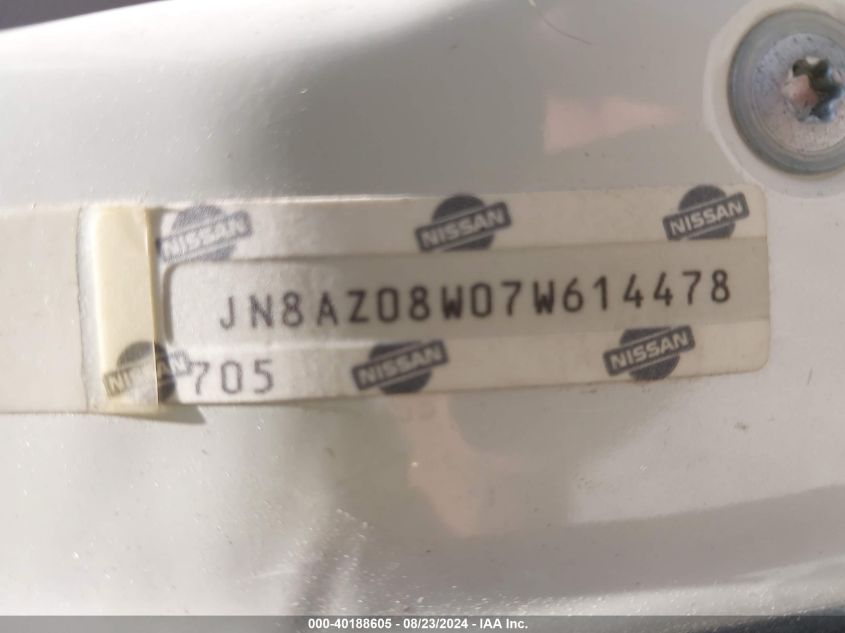 NISSAN NISSAN NISSAN
JN8AZ08W07W614478
705
NISSAN NISSAN NISSAN
000-40188605 - 08/23/2024 - IAA Inc.